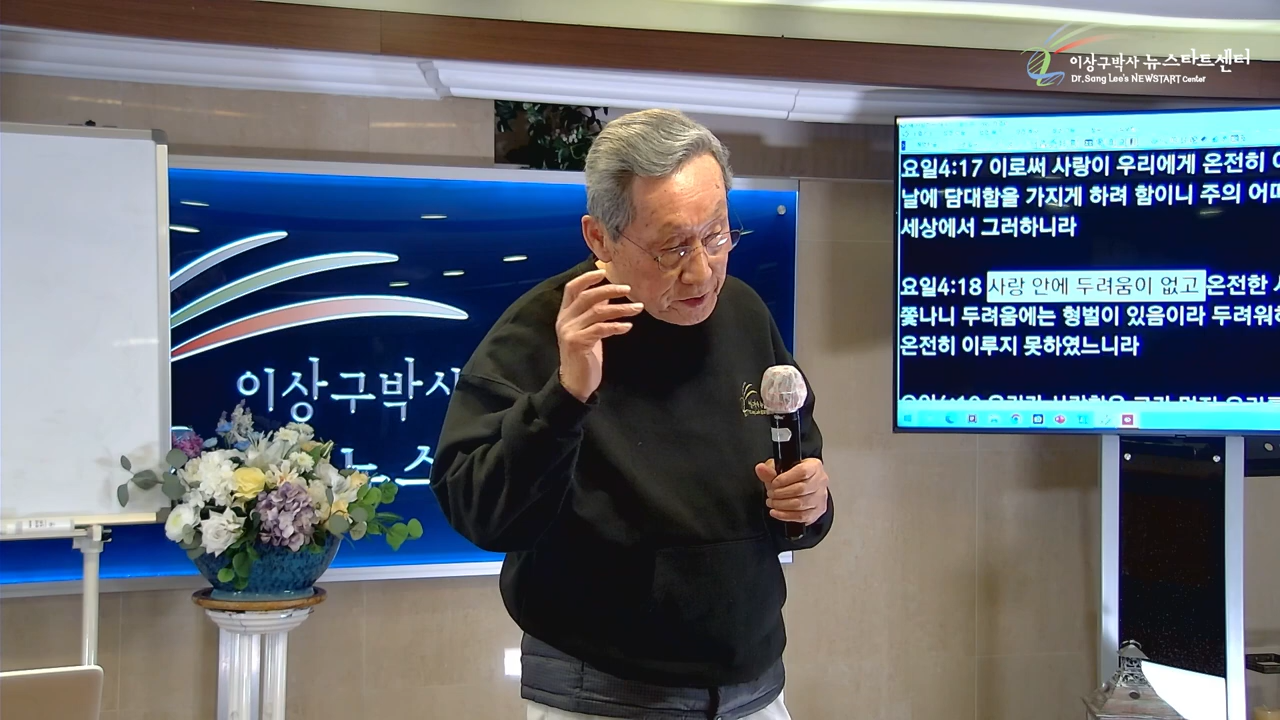 이상구박사 뉴스타트센터
Dr. Sang Lee's NEWSTART Center
요일4:17 이로써 사랑이 우리에게 온전히
날에 담대함을 가지게 하려 함이니 주의
세상에서 그러하니라
요일4:18 사랑 안에 두려움이 없고 온전한
쫓나니 두려움에는 형벌이 있음이라
온전히 이루지 못하였느니라
이상구박사
뉴스